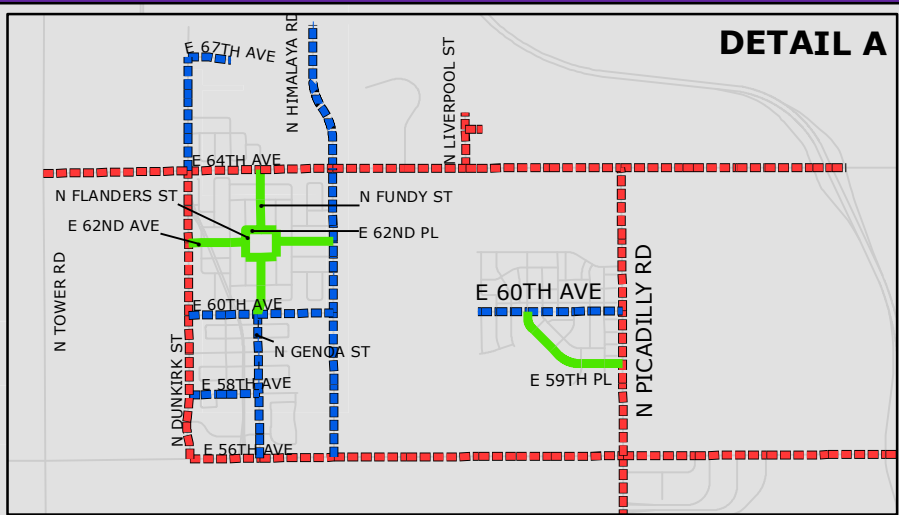 DETAIL A
E 67TH AVE
N HIMALAYA RD
N LIVERPOOL ST
E 64TH AVE
N FLANDERS ST
N FUNDY ST
E 62ND AVE
E 62ND PL
N TOWER RD
E 60TH AVE
E 60TH AVE
N PICADILLY RD
N GENOA ST
N DUNKIRK ST
E 59TH PL
E 58TH AVE
E 56TH AVE